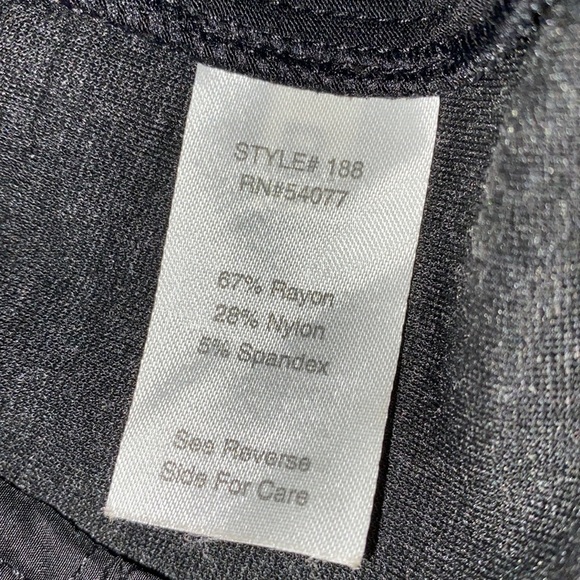 STYLE# 188
RN#54077
67% Rayon
28% Nylon
5% Spandex
See Reverse
Side For Care